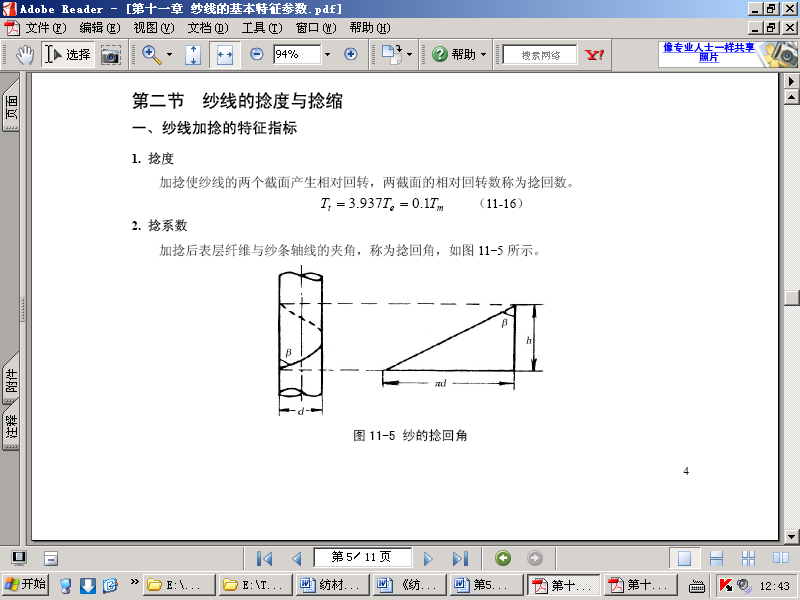 Adobe Reader - [第十一章 纱线的基本特征参数.pdf]
文件(F) 编辑(E) 视图(V) 文档(D) 工具(T) 窗口(W) 帮助(H)
选择 94% 帮助 搜索网络 Y!
像专业人士一样共享
照片
页面
附件
注释
第二节 纱线的捻度与捻缩
一、纱线加捻的特征指标
1. 捻度
加捻使纱线的两个截面产生相对回转，两截面的相对回转数称为捻回数。
Tt = 3.937Te = 0.1Tm （11-16）
2. 捻系数
加捻后表层纤维与纱条轴线的夹角，称为捻回角，如图 11-5 所示。
β
β
h
πd
d
图 11-5 纱的捻回角
4
第 5/ 11 页
开始 » E:\... E:\T... 纺材... 《纺... 第5... 第十... 第十... 12:43